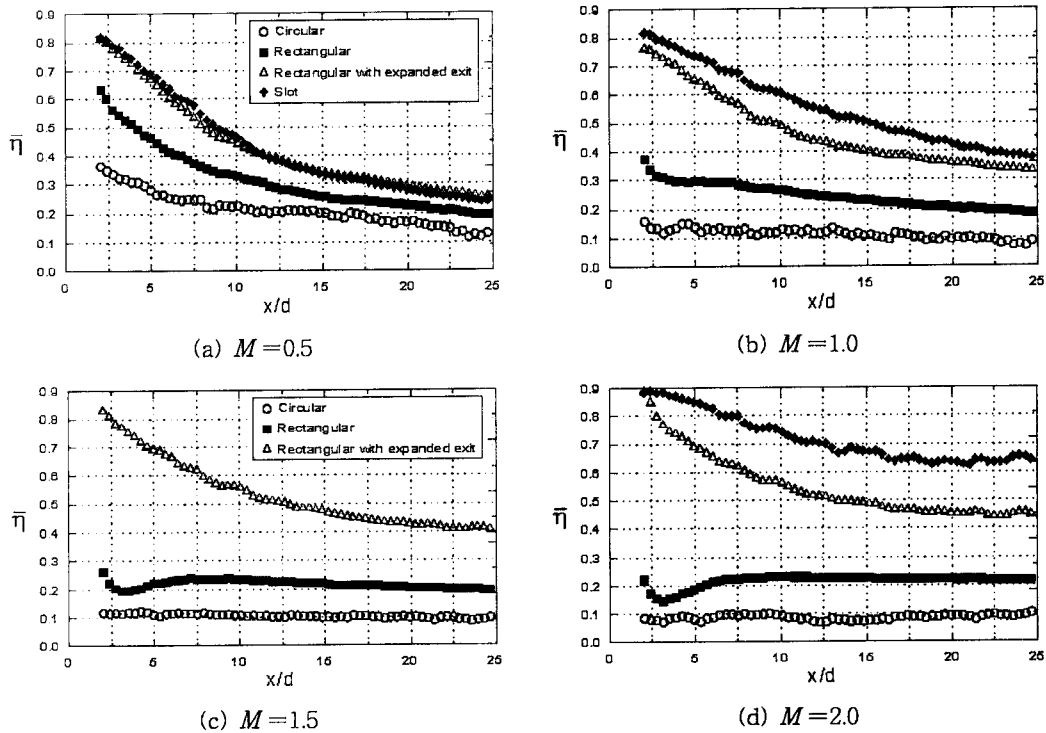 0.9
0.8
0.7
0.6
0.5
0.4
0.3
0.2
0.1
0.0
η̄
Circular
Rectangular
Rectangular with expanded exit
Slot
0 5 10 15 20 25
x/d
(a) M=0.5
0.9
0.8
0.7
0.6
0.5
0.4
0.3
0.2
0.1
0.0
η̄
0 5 10 15 20 25
x/d
(b) M=1.0
0.9
0.8
0.7
0.6
0.5
0.4
0.3
0.2
0.1
0.0
η̄
Circular
Rectangular
Rectangular with expanded exit
0 5 10 15 20 25
x/d
(c) M=1.5
0.9
0.8
0.7
0.6
0.5
0.4
0.3
0.2
0.1
0.0
η̄
0 5 10 15 20 25
x/d
(d) M=2.0